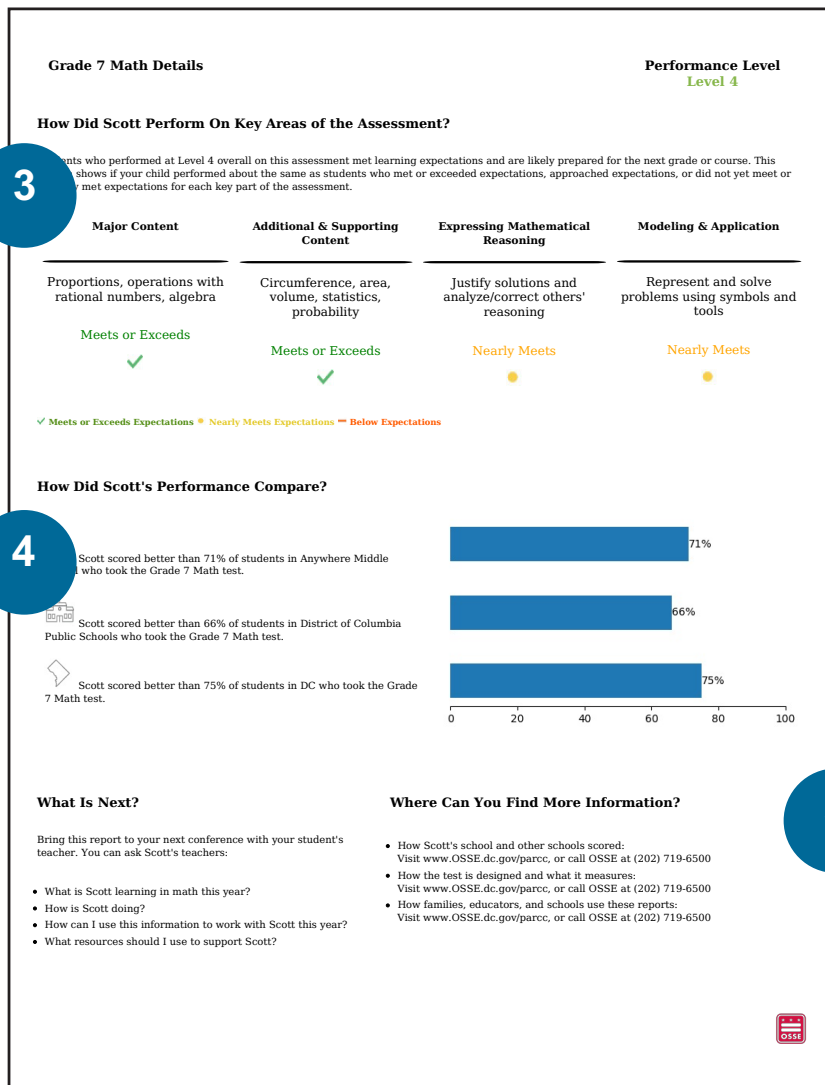 Grade 7 Math Details
Performance Level
Level 4
How Did Scott Perform On Key Areas of the Assessment?
3
who performed at Level 4 overall on this assessment met learning expectations and are likely prepared for the next grade or course. This
shows if your child performed about the same as students who met or exceeded expectations, approached expectations, or did not yet meet or
met expectations for each key part of the assessment.
Major Content
Proportions, operations with
rational numbers, algebra
Meets or Exceeds
Additional & Supporting
Content
Circumference, area,
volume, statistics,
probability
Meets or Exceeds
Expressing Mathematical
Reasoning
Justify solutions and
analyze/correct others'
reasoning
Nearly Meets
Modeling & Application
Represent and solve
problems using symbols and
tools
Nearly Meets
Meets or Exceeds Expectations Nearly Meets Expectations Below Expectations
How Did Scott's Performance Compare?
4
Scott scored better than 71% of students in Anywhere Middle
who took the Grade 7 Math test.
Scott scored better than 66% of students in District of Columbia
Public Schools who took the Grade 7 Math test.
Scott scored better than 75% of students in DC who took the Grade
7 Math test.
71%
66%
75%
0 20 40 60 80 100
What Is Next?
Bring this report to your next conference with your student's
teacher. You can ask Scott's teachers:
• What is Scott learning in math this year?
• How is Scott doing?
• How can I use this information to work with Scott this year?
• What resources should I use to support Scott?
Where Can You Find More Information?
• How Scott's school and other schools scored:
Visit www.OSSE.dc.gov/parcc, or call OSSE at (202) 719-6500
• How the test is designed and what it measures:
Visit www.OSSE.dc.gov/parcc, or call OSSE at (202) 719-6500
• How families, educators, and schools use these reports:
Visit www.OSSE.dc.gov/parcc, or call OSSE at (202) 719-6500
OSSE